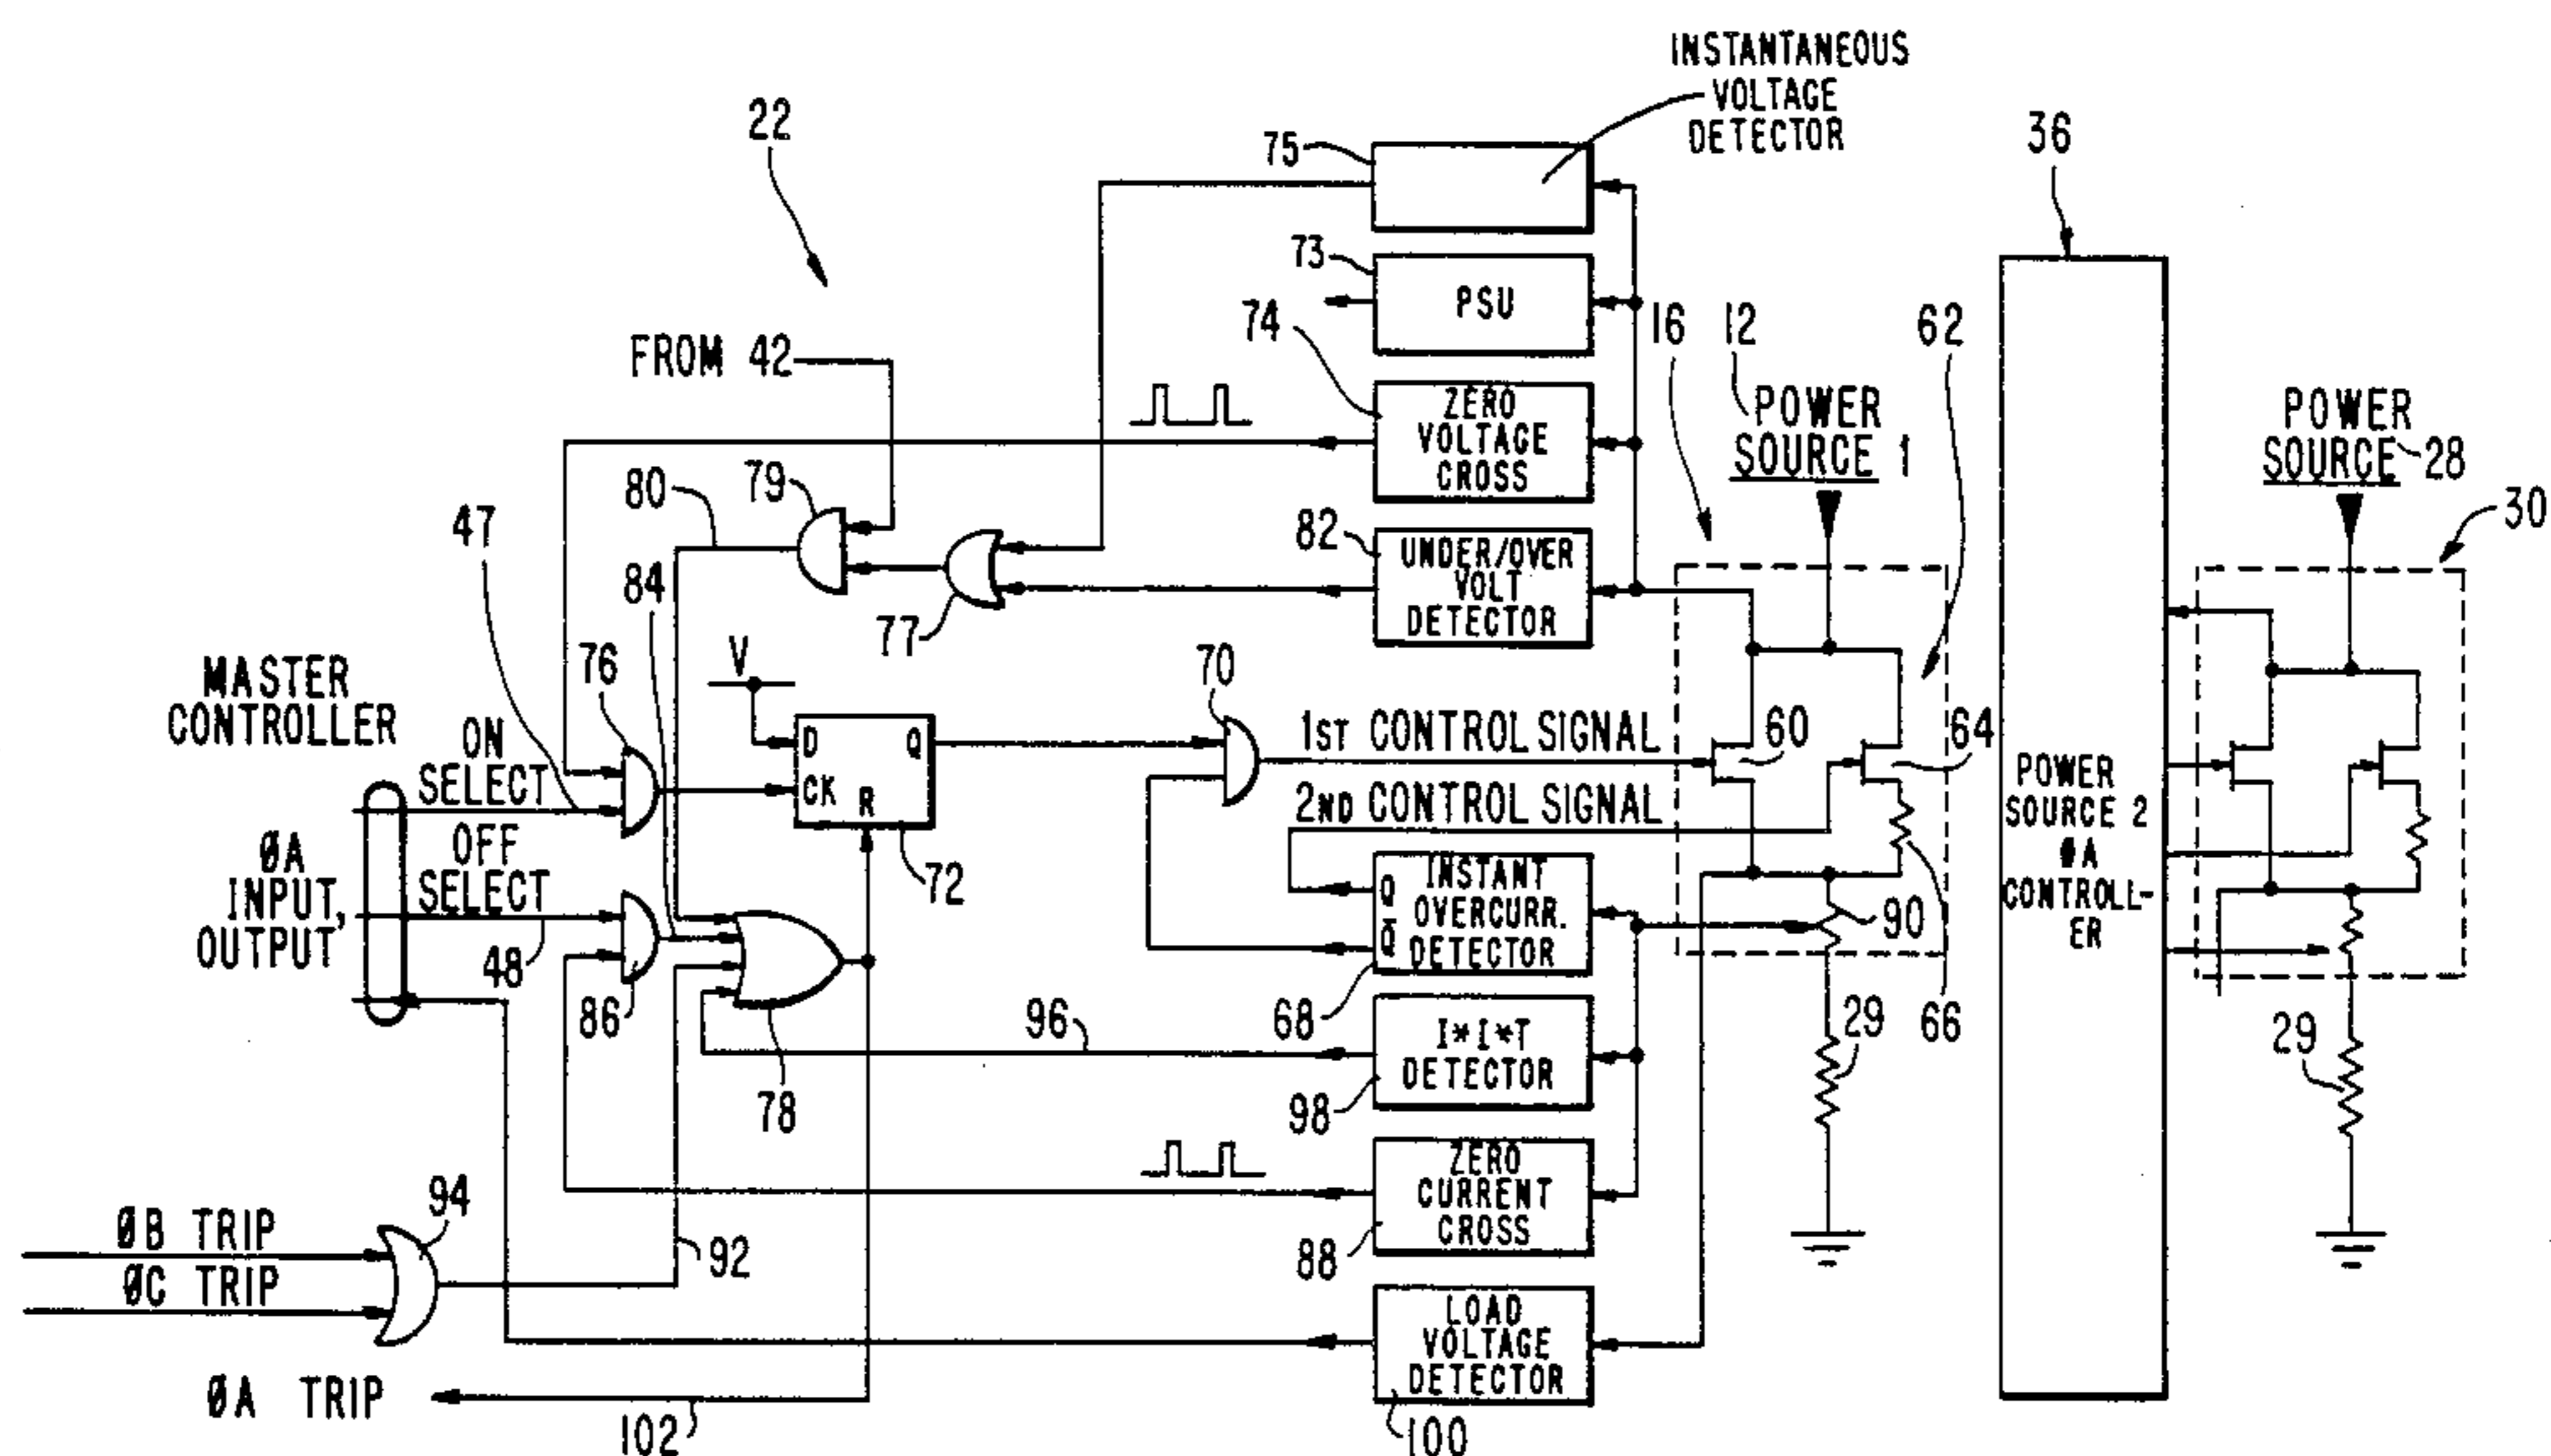 INSTANTANEOUS
VOLTAGE
DETECTOR
22
75
36
73
PSU
74
16
12
62
FROM 42
ZERO
VOLTAGE
CROSS
POWER
SOURCE 1
POWER
SOURCE 28
30
79
80
47
82
UNDER/OVER
VOLT
DETECTOR
84
77
V
70
MASTER
CONTROLLER
76
ON
SELECT
D
Q
CK
R
1ST CONTROL SIGNAL
60
64
2ND CONTROL SIGNAL
POWER
SOURCE 2
ØA
CONTROLL-
ER
ØA
INPUT,
OUTPUT
OFF
SELECT
72
48
86
Q
Q̅
INSTANT
OVERCURR.
DETECTOR
90
68
66
96
78
I*I*T
DETECTOR
98
29
29
ZERO
CURRENT
CROSS
88
ØB TRIP
94
ØC TRIP
92
LOAD
VOLTAGE
DETECTOR
100
ØA TRIP
102